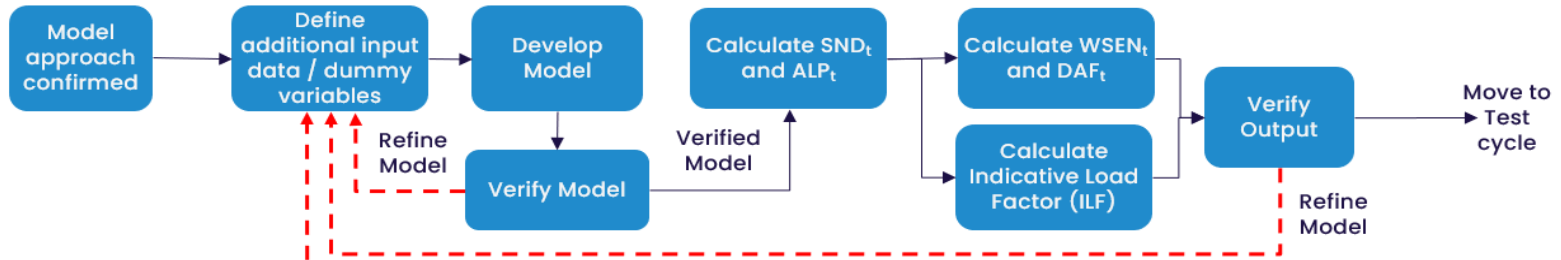 Model
approach
confirmed
Define
additional input
data / dummy
variables
Develop
Model
Refine
Model
Verify Model
Verified
Model
Calculate SNDₜ
and ALPₜ
Calculate WSENₜ
and DAFₜ
Calculate
Indicative Load
Factor (ILF)
Verify
Output
Refine
Model
Move to
Test
cycle